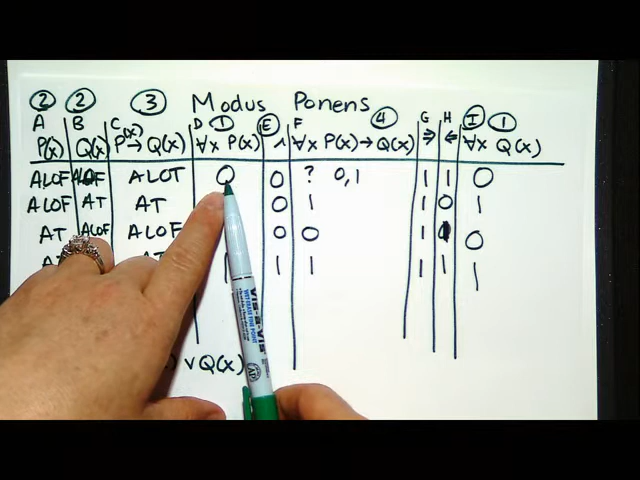 ② ② ③ Modus Ponens
A B C D ① E F ④ G H I ①
P(x) Q(x) P(x)→ Q(x) ∀x P(x) ∧ ∀x P(x)→Q(x) ⇒ ⇐ ∀x Q(x)
ALOF ALOF ALOT 0 0 ? 0,1 1 1 0
ALOF AT AT 0 1 1 0 1
AT ALOF ALOF 0 0 1 0
AT 1 1 1 1 1 1
) ∨ Q(x)
VIS-à-VIS